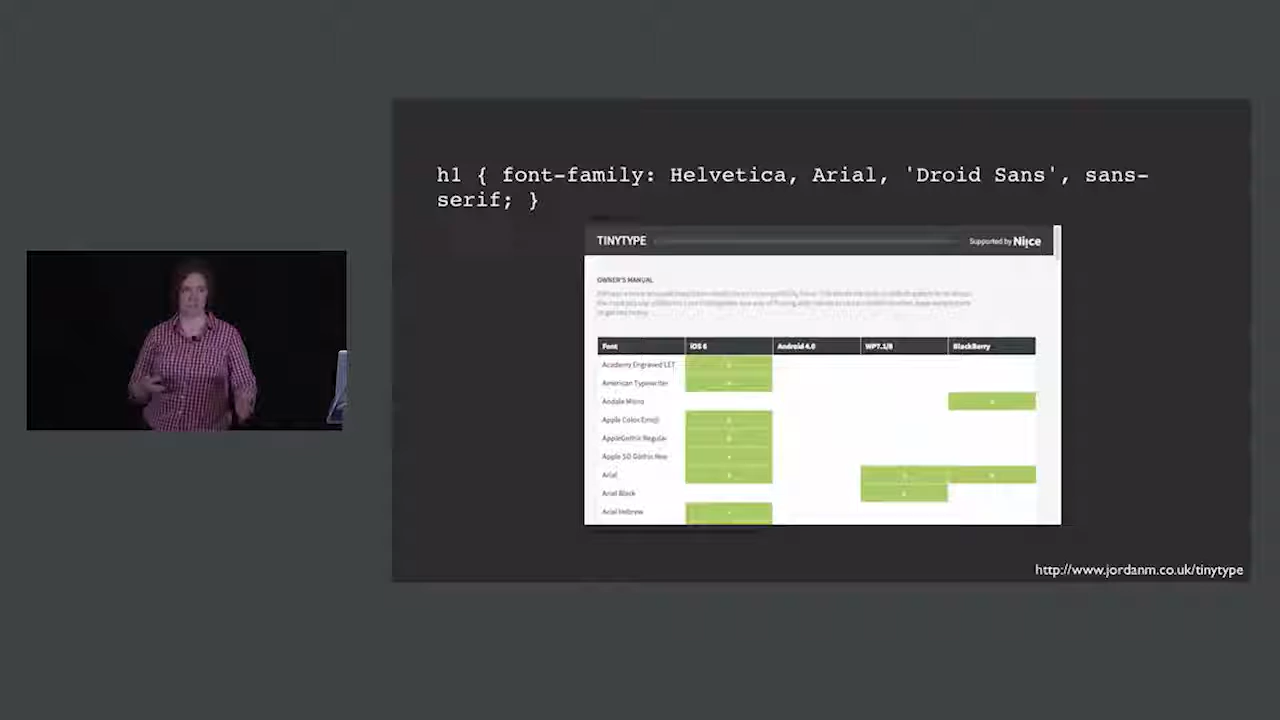 h1 { font-family: Helvetica, Arial, 'Droid Sans', sans-
serif; }
TINYTYPE
Supported by Niice
OWNER'S MANUAL
Font iOS 6 Android 4.0 WP7.1/8 BlackBerry
Academy Engraved LET
American Typewriter
Andale Mono
Apple Color Emoji
AppleGothic Regular
Apple SD Gothic Neo
Arial
Arial Black
Arial Hebrew
http://www.jordanm.co.uk/tinytype